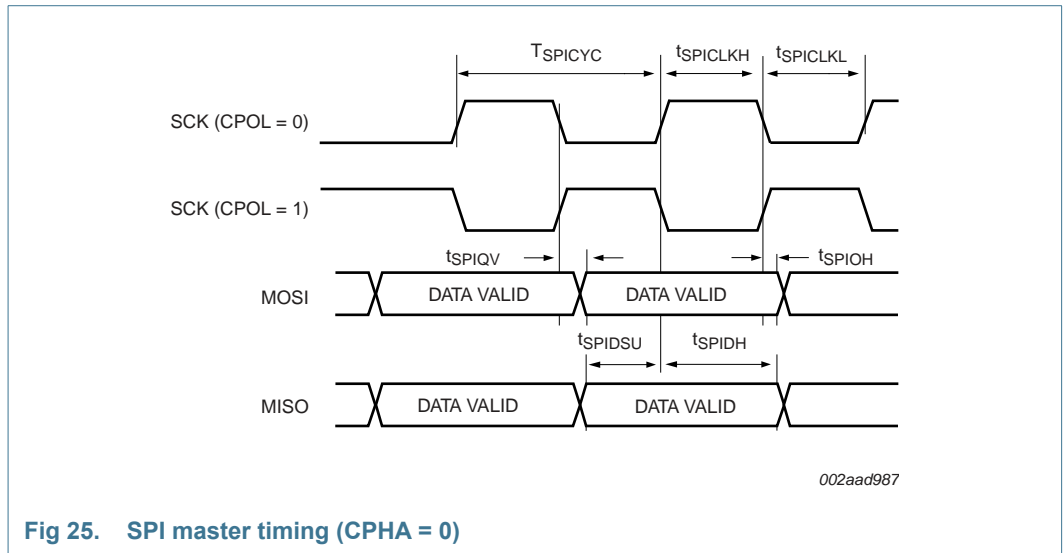 TSPICYC tSPICLKH tSPICLKL
SCK (CPOL = 0)
SCK (CPOL = 1)
tSPIQV tSPIOH
MOSI DATA VALID DATA VALID
tSPIDSU tSPIDH
MISO DATA VALID DATA VALID
002aad987
Fig 25. SPI master timing (CPHA = 0)